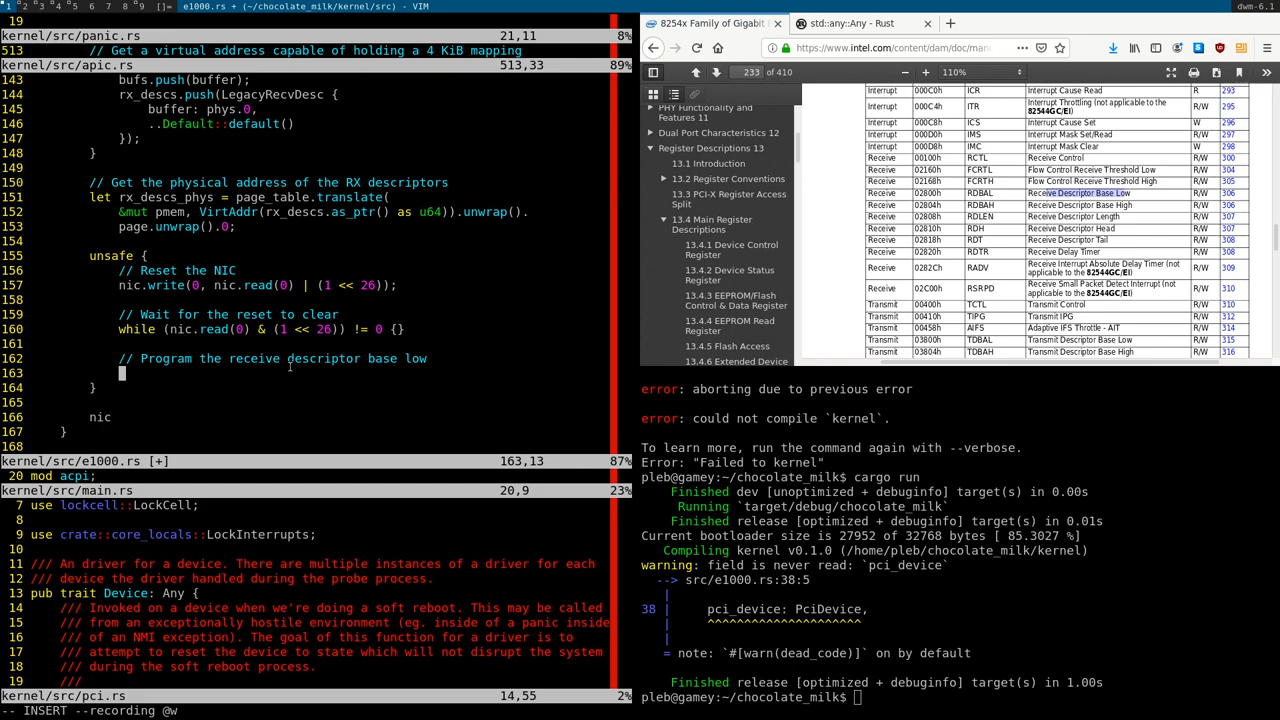 1 2 3 4 5 6 7 8 9 []= e1000.rs + (~/chocolate_milk/kernel/src) - VIM
dwm-6.1
19
kernel/src/panic.rs 21,11 8%
513 // Get a virtual address capable of holding a 4 KiB mapping
kernel/src/apic.rs 513,33 89%
143 bufs.push(buffer);
144 rx_descs.push(LegacyRecvDesc {
145 buffer: phys.0,
146 ..Default::default()
147 });
148 }
149
150 // Get the physical address of the RX descriptors
151 let rx_descs_phys = page_table.translate(
152 &mut pmem, VirtAddr(rx_descs.as_ptr() as u64)).unwrap().
153 page.unwrap().0;
154
155 unsafe {
156 // Reset the NIC
157 nic.write(0, nic.read(0) | (1 << 26));
158
159 // Wait for the reset to clear
160 while (nic.read(0) & (1 << 26)) != 0 {}
161
162 // Program the receive descriptor base low
163
164 }
165
166 nic
167 }
168
kernel/src/e1000.rs [+] 163,13 87%
20 mod acpi;
kernel/src/main.rs 20,9 23%
7 use lockcell::LockCell;
8
9 use crate::core_locals::LockInterrupts;
10
11 /// An driver for a device. There are multiple instances of a driver for each
12 /// device the driver handled during the probe process.
13 pub trait Device: Any {
14 /// Invoked on a device when we're doing a soft reboot. This may be called
15 /// from an exceptionally hostile environment (eg. inside of a panic inside
16 /// of an NMI exception). The goal of this function for a driver is to
17 /// attempt to reset the device to state which will not disrupt the system
18 /// during the soft reboot process.
19 ///
kernel/src/pci.rs 14,55 2%
-- INSERT --recording @w
8254x Family of Gigabit
std::any::Any - Rust
https://www.intel.com/content/dam/doc/man
233 of 410
110%
PHY Functionality and
Features 11
Dual Port Characteristics 12
Register Descriptions 13
13.1 Introduction
13.2 Register Conventions
13.3 PCI-X Register Access
Split
13.4 Main Register
Descriptions
13.4.1 Device Control
Register
13.4.2 Device Status
Register
13.4.3 EEPROM/Flash
Control & Data Register
13.4.4 EEPROM Read
Register
13.4.5 Flash Access
13.4.6 Extended Device
Interrupt 000C0h ICR Interrupt Cause Read R 293
Interrupt 000C4h ITR Interrupt Throttling (not applicable to the 82544GC/EI) R/W 295
Interrupt 000C8h ICS Interrupt Cause Set W 296
Interrupt 000D0h IMS Interrupt Mask Set/Read R/W 297
Interrupt 000D8h IMC Interrupt Mask Clear W 298
Receive 00100h RCTL Receive Control R/W 300
Receive 02160h FCRTL Flow Control Receive Threshold Low R/W 304
Receive 02168h FCRTH Flow Control Receive Threshold High R/W 305
Receive 02800h RDBAL Receive Descriptor Base Low R/W 306
Receive 02804h RDBAH Receive Descriptor Base High R/W 306
Receive 02808h RDLEN Receive Descriptor Length R/W 307
Receive 02810h RDH Receive Descriptor Head R/W 307
Receive 02818h RDT Receive Descriptor Tail R/W 308
Receive 02820h RDTR Receive Delay Timer R/W 308
Receive 0282Ch RADV Receive Interrupt Absolute Delay Timer (not applicable to the 82544GC/EI) R/W 309
Receive 02C00h RSRPD Receive Small Packet Detect Interrupt (not applicable to the 82544GC/EI) R/W 310
Transmit 00400h TCTL Transmit Control R/W 310
Transmit 00410h TIPG Transmit IPG R/W 312
Transmit 00458h AIFS Adaptive IFS Throttle - AIT R/W 314
Transmit 03800h TDBAL Transmit Descriptor Base Low R/W 315
Transmit 03804h TDBAH Transmit Descriptor Base High R/W 316
error: aborting due to previous error
error: could not compile `kernel`.
To learn more, run the command again with --verbose.
Error: "Failed to kernel"
pleb@gamey:~/chocolate_milk$ cargo run
Finished dev [unoptimized + debuginfo] target(s) in 0.00s
Running `target/debug/chocolate_milk`
Finished release [optimized + debuginfo] target(s) in 0.01s
Current bootloader size is 27952 of 32768 bytes [ 85.3027 %]
Compiling kernel v0.1.0 (/home/pleb/chocolate_milk/kernel)
warning: field is never read: `pci_device`
--> src/e1000.rs:38:5
|
38 | pci_device: PciDevice,
| ^^^^^^^^^^^^^^^^^^^^^
|
= note: `#[warn(dead_code)]` on by default
Finished release [optimized + debuginfo] target(s) in 1.00s
pleb@gamey:~/chocolate_milk$